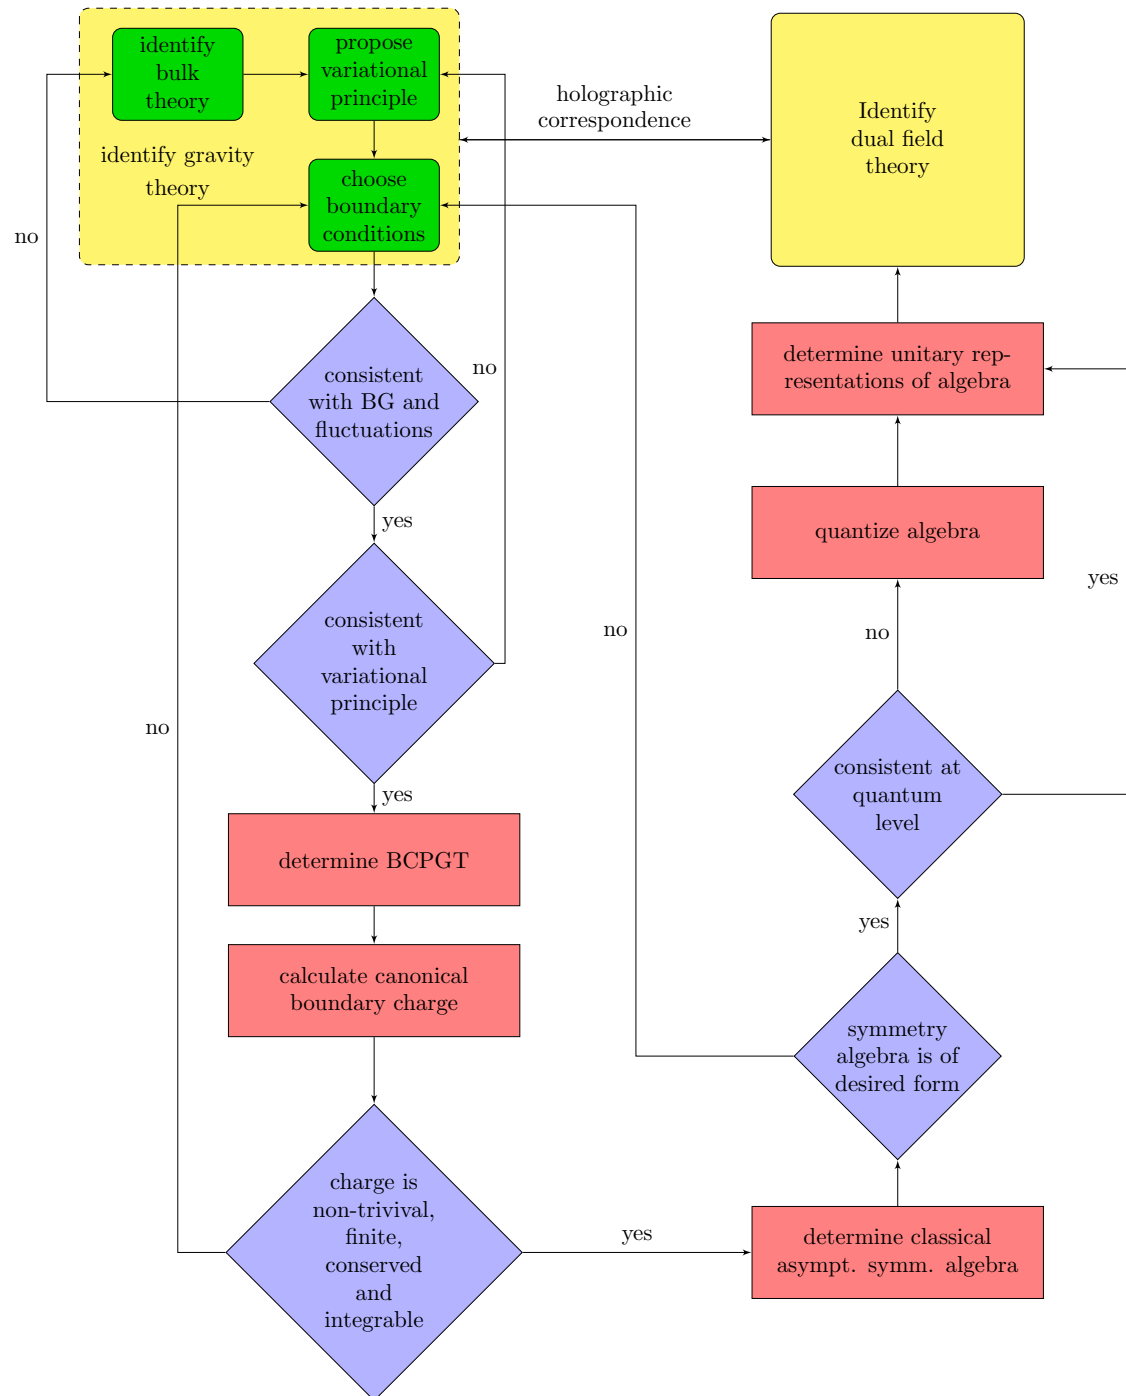 identify
bulk
theory
propose
variational
principle
identify gravity
theory
choose
boundary
conditions
holographic
correspondence
Identify
dual field
theory
no
consistent
with BG and
fluctuations
no
yes
consistent
with
variational
principle
yes
no
determine BCPGT
calculate canonical
boundary charge
charge is
non-trivival,
finite,
conserved
and
integrable
yes
determine classical
asympt. symm. algebra
symmetry
algebra is of
desired form
no
yes
consistent at
quantum
level
no
yes
quantize algebra
determine unitary rep-
resentations of algebra